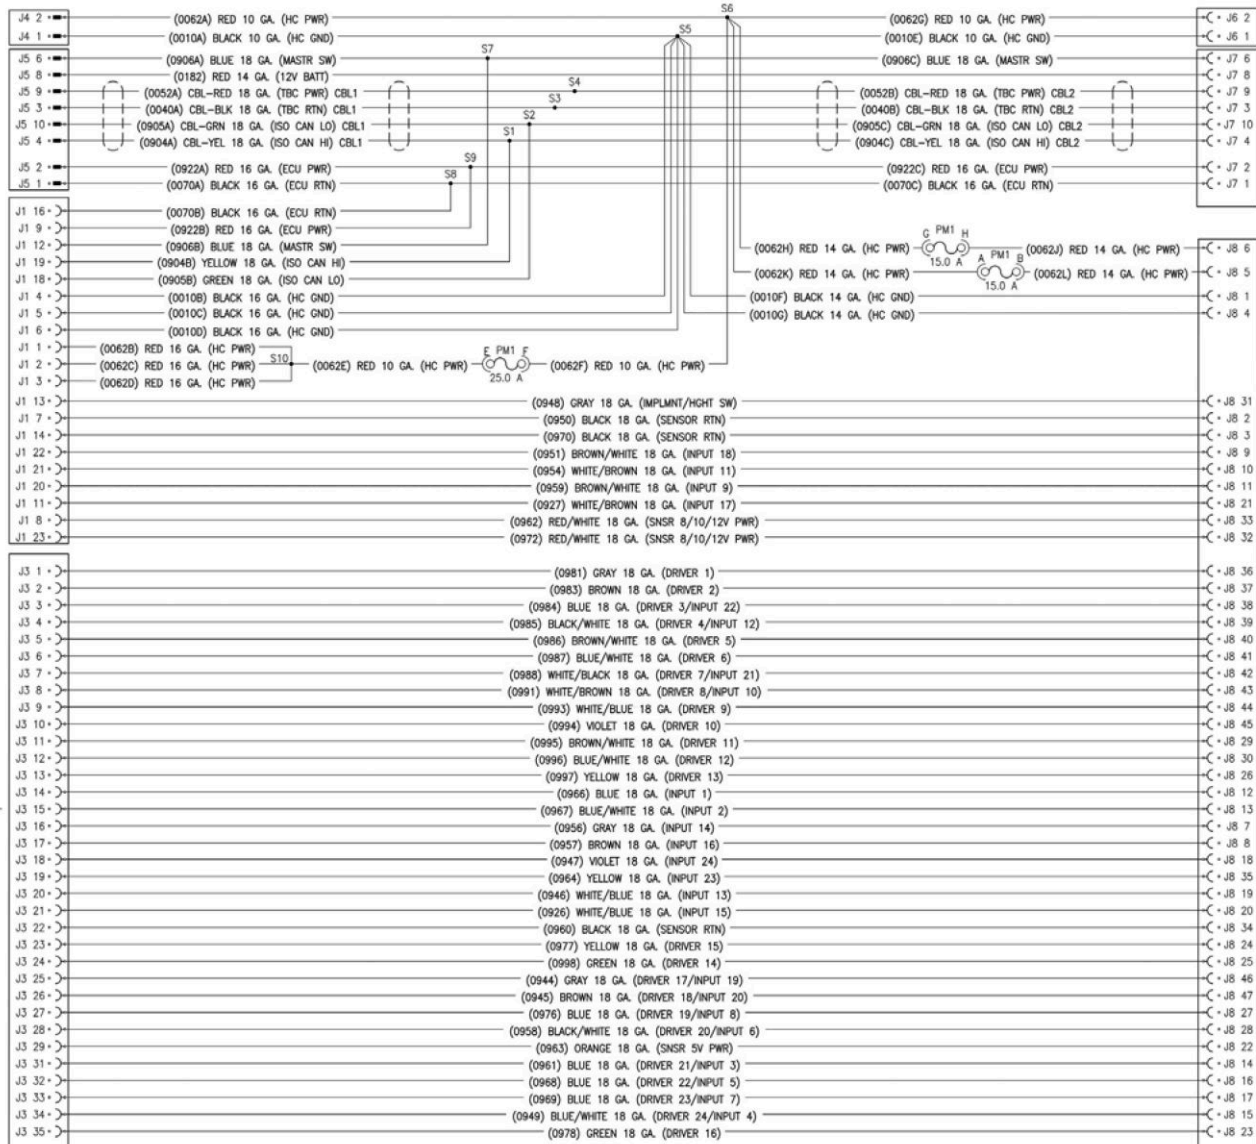 S6
J4 2 (0062A) RED 10 GA. (HC PWR) (0062G) RED 10 GA. (HC PWR) J6 2
S5
J4 1 (0010A) BLACK 10 GA. (HC GND) (0010E) BLACK 10 GA. (HC GND) J6 1
S7
J5 6 (0906A) BLUE 18 GA. (MASTR SW) (0906C) BLUE 18 GA. (MASTR SW) J7 6
J5 8 (0182) RED 14 GA. (12V BATT) J7 8
S4
J5 9 (0052A) CBL-RED 18 GA. (TBC PWR) CBL1 (0052B) CBL-RED 18 GA. (TBC PWR) CBL2 J7 9
S3
J5 3 (0040A) CBL-BLK 18 GA. (TBC RTN) CBL1 (0040B) CBL-BLK 18 GA. (TBC RTN) CBL2 J7 3
S2
J5 10 (0905A) CBL-GRN 18 GA. (ISO CAN LO) CBL1 (0905C) CBL-GRN 18 GA. (ISO CAN LO) CBL2 J7 10
S1
J5 4 (0904A) CBL-YEL 18 GA. (ISO CAN HI) CBL1 (0904C) CBL-YEL 18 GA. (ISO CAN HI) CBL2 J7 4
S9
J5 2 (0922A) RED 16 GA. (ECU PWR) (0922C) RED 16 GA. (ECU PWR) J7 2
S8
J5 1 (0070A) BLACK 16 GA. (ECU RTN) (0070C) BLACK 16 GA. (ECU RTN) J7 1
J1 16 (0070B) BLACK 16 GA. (ECU RTN)
J1 9 (0922B) RED 16 GA. (ECU PWR)
G PM1 H
J1 12 (0906B) BLUE 18 GA. (MASTR SW) (0062H) RED 14 GA. (HC PWR) (0062J) RED 14 GA. (HC PWR) J8 6
15.0 A
A PM1 B
J1 19 (0904B) YELLOW 18 GA. (ISO CAN HI)
J1 18 (0905B) GREEN 18 GA. (ISO CAN LO) (0062K) RED 14 GA. (HC PWR) (0062L) RED 14 GA. (HC PWR) J8 5
15.0 A
J1 4 (0010B) BLACK 16 GA. (HC GND) (0010F) BLACK 14 GA. (HC GND) J8 1
J1 5 (0010C) BLACK 16 GA. (HC GND) (0010G) BLACK 14 GA. (HC GND) J8 4
J1 6 (0010D) BLACK 16 GA. (HC GND)
J1 1 (0062B) RED 16 GA. (HC PWR)
E PM1 F
J1 2 (0062C) RED 16 GA. (HC PWR) S10 (0062E) RED 10 GA. (HC PWR) (0062F) RED 10 GA. (HC PWR)
25.0 A
J1 3 (0062D) RED 16 GA. (HC PWR)
J1 13 (0948) GRAY 18 GA. (IMPLMNT/HGHT SW) J8 31
J1 7 (0950) BLACK 18 GA. (SENSOR RTN) J8 2
J1 14 (0970) BLACK 18 GA. (SENSOR RTN) J8 3
J1 22 (0951) BROWN/WHITE 18 GA. (INPUT 18) J8 9
J1 21 (0954) WHITE/BROWN 18 GA. (INPUT 11) J8 10
J1 20 (0959) BROWN/WHITE 18 GA. (INPUT 9) J8 11
J1 11 (0927) WHITE/BROWN 18 GA. (INPUT 17) J8 21
J1 8 (0962) RED/WHITE 18 GA. (SNSR 8/10/12V PWR) J8 33
J1 23 (0972) RED/WHITE 18 GA. (SNSR 8/10/12V PWR) J8 32
J3 1 (0981) GRAY 18 GA. (DRIVER 1) J8 36
J3 2 (0983) BROWN 18 GA. (DRIVER 2) J8 37
J3 3 (0984) BLUE 18 GA. (DRIVER 3/INPUT 22) J8 38
J3 4 (0985) BLACK/WHITE 18 GA. (DRIVER 4/INPUT 12) J8 39
J3 5 (0986) BROWN/WHITE 18 GA. (DRIVER 5) J8 40
J3 6 (0987) BLUE/WHITE 18 GA. (DRIVER 6) J8 41
J3 7 (0988) WHITE/BLACK 18 GA. (DRIVER 7/INPUT 21) J8 42
J3 8 (0991) WHITE/BROWN 18 GA. (DRIVER 8/INPUT 10) J8 43
J3 9 (0993) WHITE/BLUE 18 GA. (DRIVER 9) J8 44
J3 10 (0994) VIOLET 18 GA. (DRIVER 10) J8 45
J3 11 (0995) BROWN/WHITE 18 GA. (DRIVER 11) J8 29
J3 12 (0996) BLUE/WHITE 18 GA. (DRIVER 12) J8 30
J3 13 (0997) YELLOW 18 GA. (DRIVER 13) J8 26
J3 14 (0966) BLUE 18 GA. (INPUT 1) J8 12
J3 15 (0967) BLUE/WHITE 18 GA. (INPUT 2) J8 13
J3 16 (0956) GRAY 18 GA. (INPUT 14) J8 7
J3 17 (0957) BROWN 18 GA. (INPUT 16) J8 8
J3 18 (0947) VIOLET 18 GA. (INPUT 24) J8 18
J3 19 (0964) YELLOW 18 GA. (INPUT 23) J8 35
J3 20 (0946) WHITE/BLUE 18 GA. (INPUT 13) J8 19
J3 21 (0926) WHITE/BLUE 18 GA. (INPUT 15) J8 20
J3 22 (0960) BLACK 18 GA. (SENSOR RTN) J8 34
J3 23 (0977) YELLOW 18 GA. (DRIVER 15) J8 24
J3 24 (0998) GREEN 18 GA. (DRIVER 14) J8 25
J3 25 (0944) GRAY 18 GA. (DRIVER 17/INPUT 19) J8 46
J3 26 (0945) BROWN 18 GA. (DRIVER 18/INPUT 20) J8 47
J3 27 (0976) BLUE 18 GA. (DRIVER 19/INPUT 8) J8 27
J3 28 (0958) BLACK/WHITE 18 GA. (DRIVER 20/INPUT 6) J8 28
J3 29 (0963) ORANGE 18 GA. (SNSR 5V PWR) J8 22
J3 31 (0961) BLUE 18 GA. (DRIVER 21/INPUT 3) J8 14
J3 32 (0968) BLUE 18 GA. (DRIVER 22/INPUT 5) J8 16
J3 33 (0969) BLUE 18 GA. (DRIVER 23/INPUT 7) J8 17
J3 34 (0949) BLUE/WHITE 18 GA. (DRIVER 24/INPUT 4) J8 15
J3 35 (0978) GREEN 18 GA. (DRIVER 16) J8 23